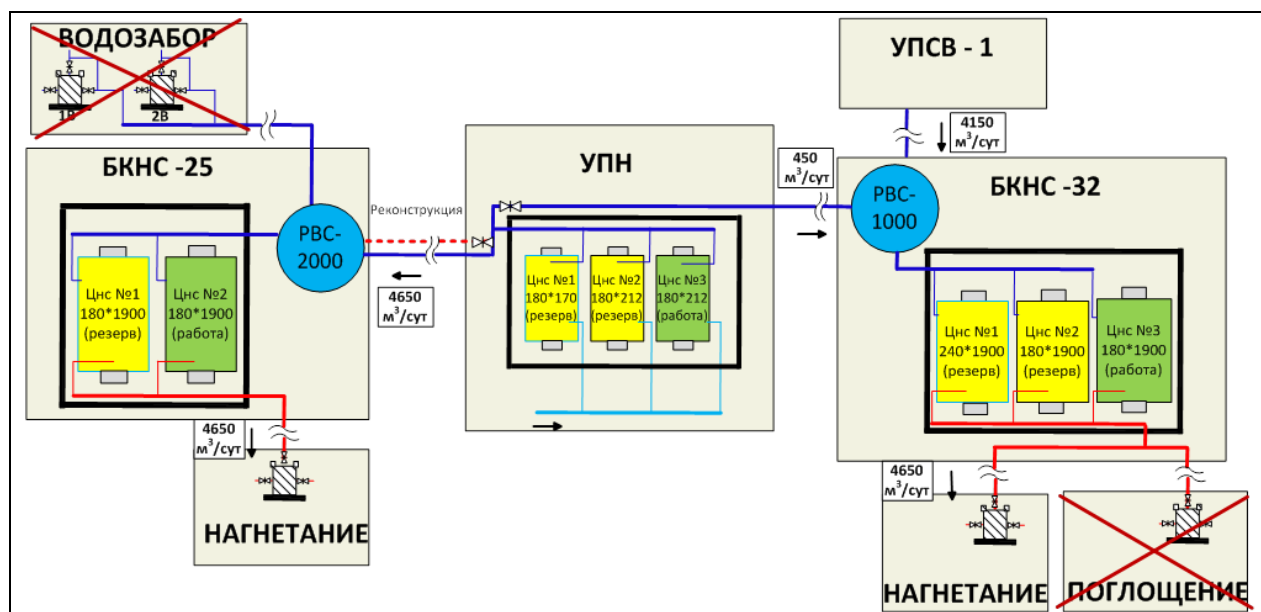 ВОДОЗАБОР
1В
2В
УПСВ - 1
4150
м³/сут
БКНС -25
РВС-
2000
Цнс №1
180*1900
(резерв)
Цнс №2
180*1900
(работа)
4650
м³/сут
НАГНЕТАНИЕ
Реконструкция
4650
м³/сут
УПН
Цнс №1
180*170
(резерв)
Цнс №2
180*212
(резерв)
Цнс №3
180*212
(работа)
450
м³/сут
БКНС -32
РВС-
1000
Цнс №1
240*1900
(резерв)
Цнс №2
180*1900
(резерв)
Цнс №3
180*1900
(работа)
4650
м³/сут
НАГНЕТАНИЕ
ПОГЛОЩЕНИЕ